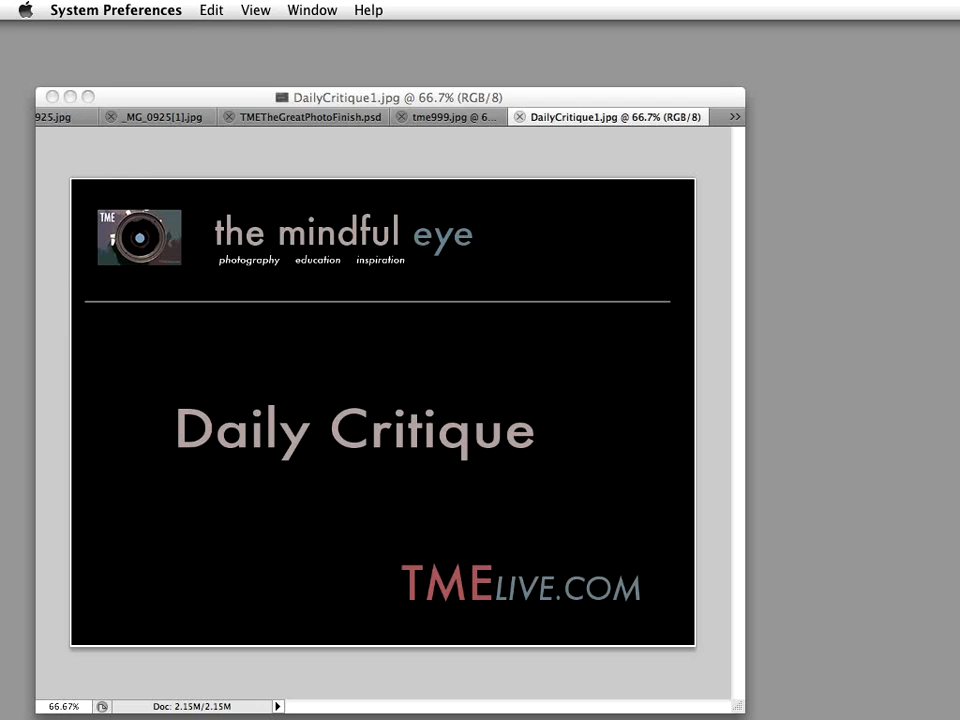 System Preferences Edit View Window Help
DailyCritique1.jpg @ 66.7% (RGB/8)
925.jpg _MG_0925[1].jpg TMETheGreatPhotoFinish.psd tme999.jpg @ 6... DailyCritique1.jpg @ 66.7% (RGB/8) >>
TME
the mindful eye
photography education inspiration
Daily Critique
TMELIVE.COM
66.67% Doc: 2.15M/2.15M